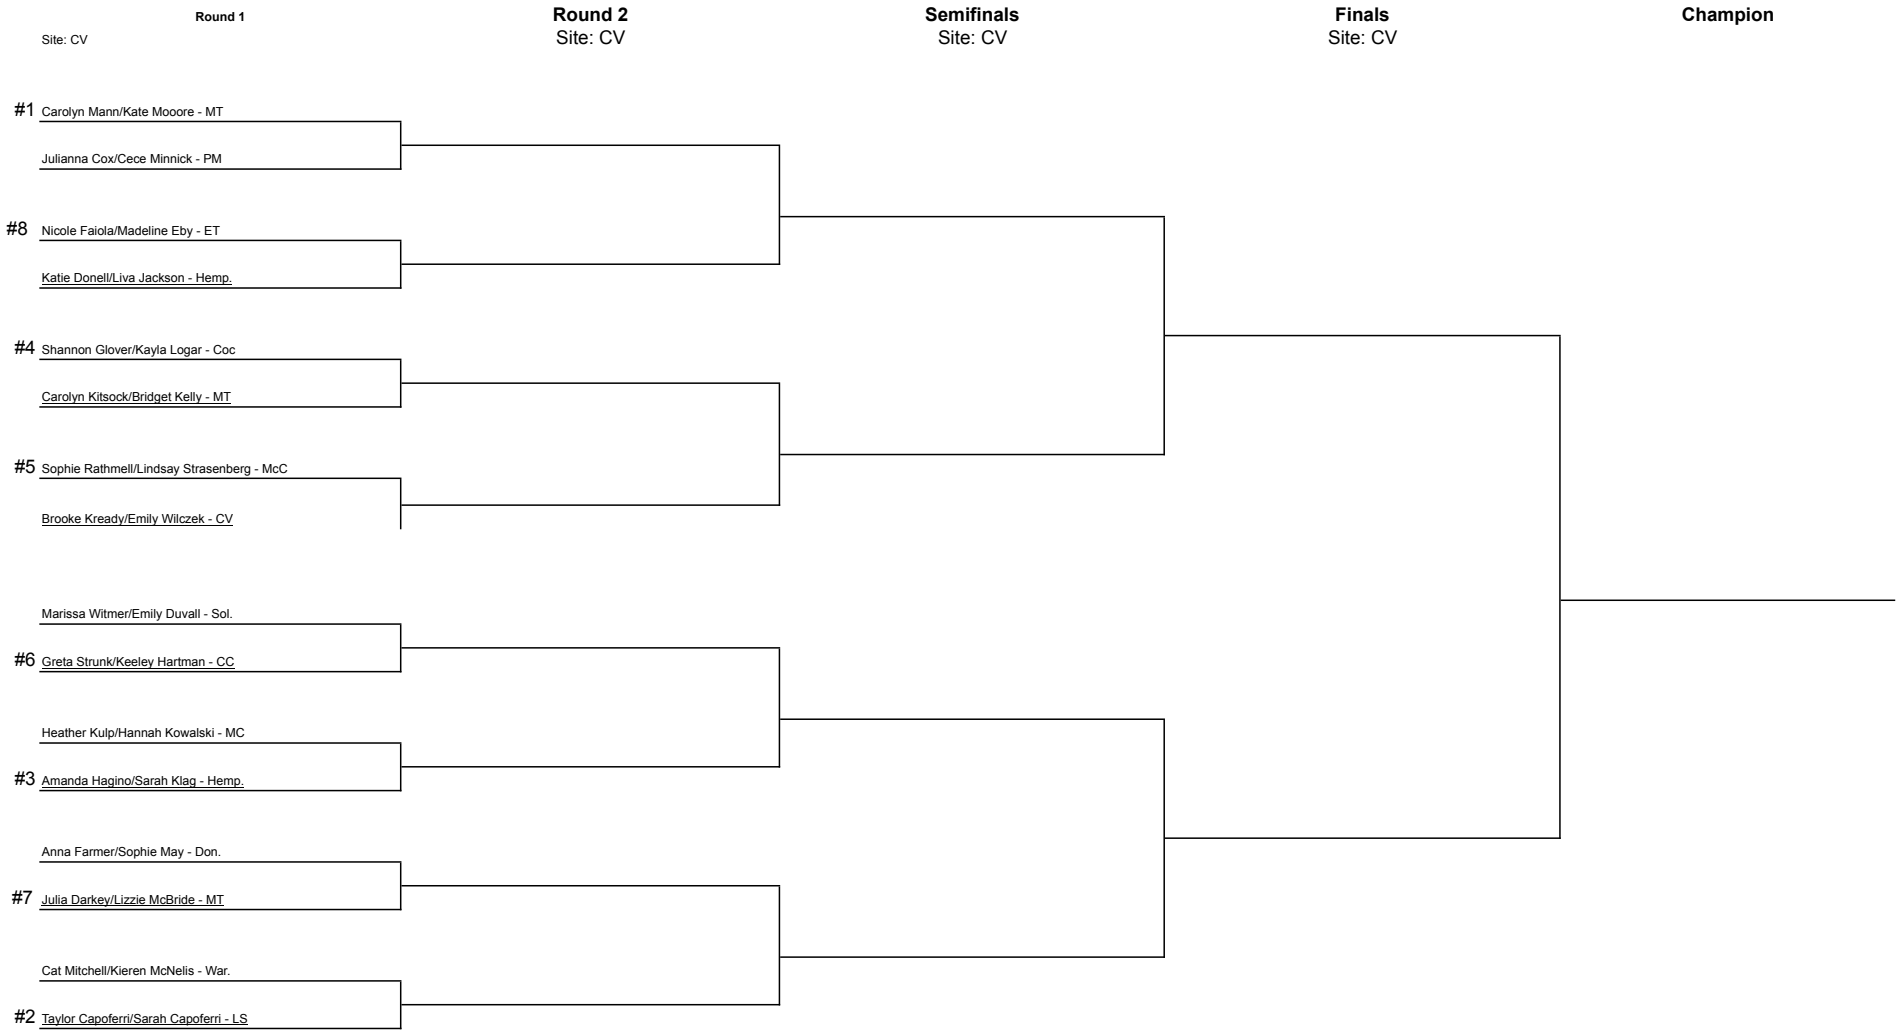 Round 1 Round 2 Semifinals Finals Champion
Site: CV Site: CV Site: CV Site: CV
#1 Carolyn Mann/Kate Mooore - MT
Julianna Cox/Cece Minnick - PM
#8 Nicole Faiola/Madeline Eby - ET
Katie Donell/Liva Jackson - Hemp.
#4 Shannon Glover/Kayla Logar - Coc
Carolyn Kitsock/Bridget Kelly - MT
#5 Sophie Rathmell/Lindsay Strasenberg - McC
Brooke Kready/Emily Wilczek - CV
Marissa Witmer/Emily Duvall - Sol.
#6 Greta Strunk/Keeley Hartman - CC
Heather Kulp/Hannah Kowalski - MC
#3 Amanda Hagino/Sarah Klag - Hemp.
Anna Farmer/Sophie May - Don.
#7 Julia Darkey/Lizzie McBride - MT
Cat Mitchell/Kieren McNelis - War.
#2 Taylor Capoferri/Sarah Capoferri - LS